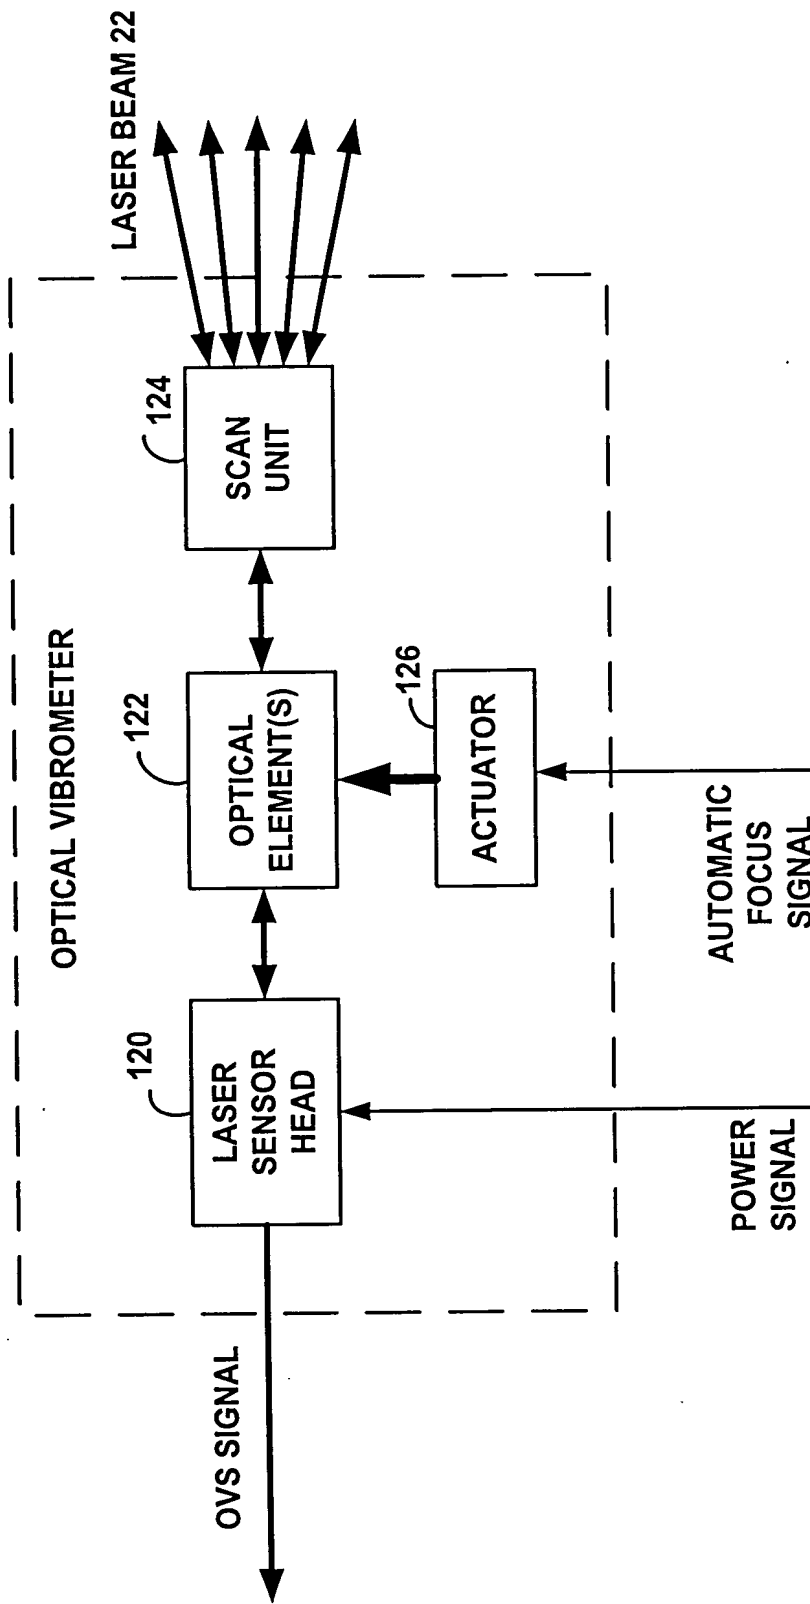 OPTICAL VIBROMETER
OVS SIGNAL
120
LASER
SENSOR
HEAD
122
OPTICAL
ELEMENT(S)
124
SCAN
UNIT
LASER BEAM 22
126
ACTUATOR
POWER
SIGNAL
AUTOMATIC
FOCUS
SIGNAL